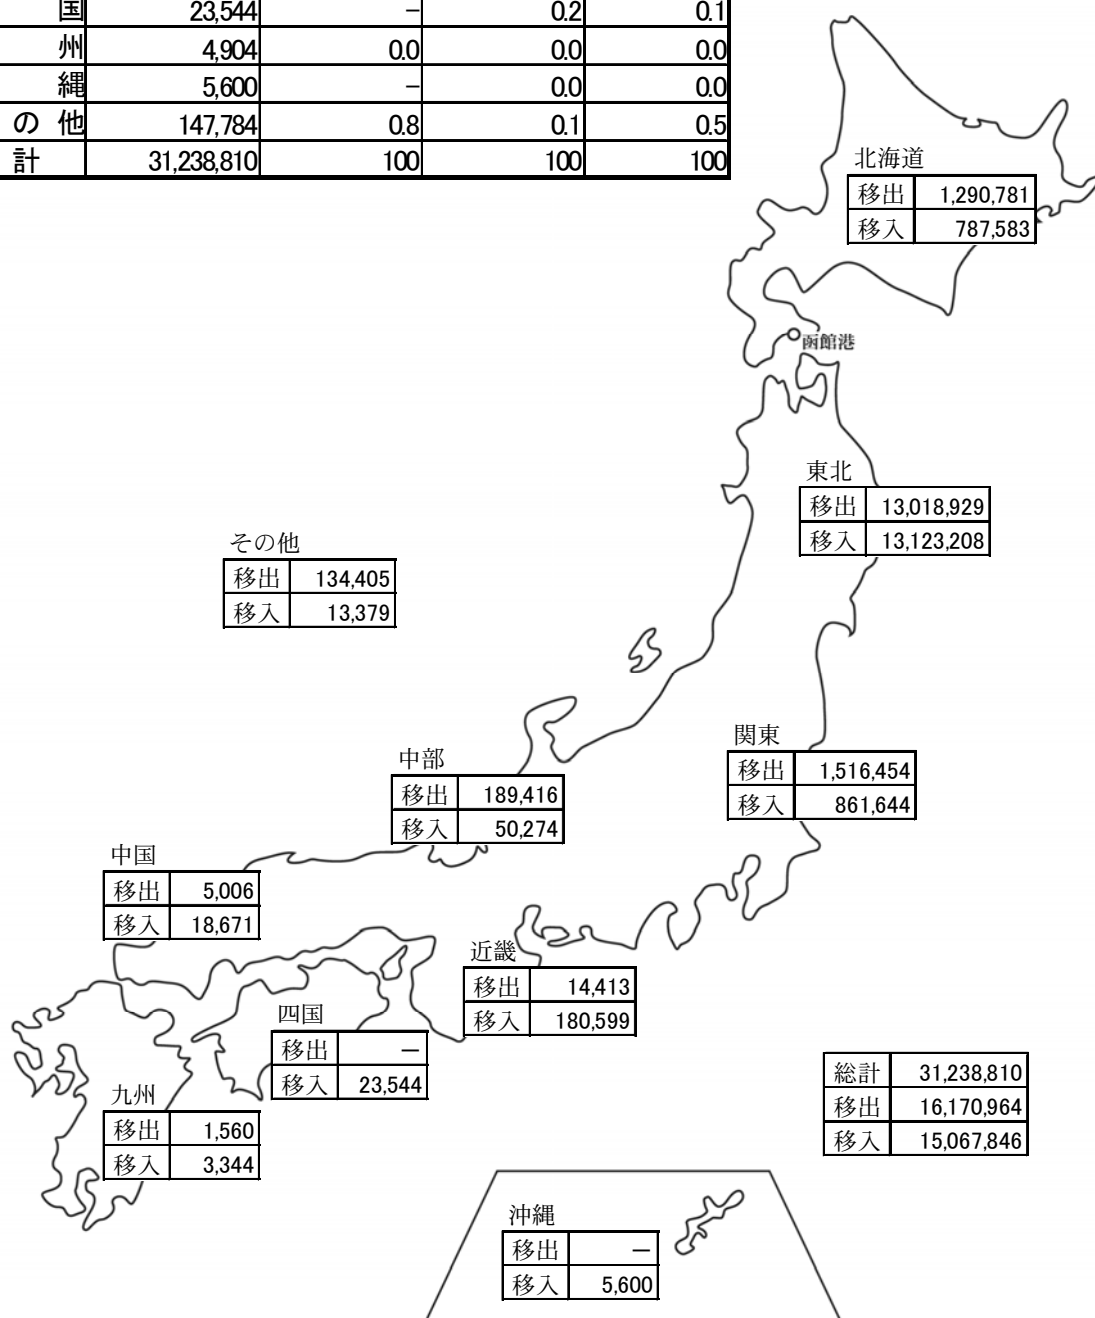 国 23,544 － 0.2 0.1
州 4,904 0.0 0.0 0.0
縄 5,600 － 0.0 0.0
の 他 147,784 0.8 0.1 0.5
計 31,238,810 100 100 100
北海道
移出 1,290,781
移入 787,583
函館港
東北
移出 13,018,929
移入 13,123,208
その他
移出 134,405
移入 13,379
関東
移出 1,516,454
移入 861,644
中部
移出 189,416
移入 50,274
中国
移出 5,006
移入 18,671
近畿
移出 14,413
移入 180,599
四国
移出 －
移入 23,544
九州
移出 1,560
移入 3,344
総計 31,238,810
移出 16,170,964
移入 15,067,846
沖縄
移出 －
移入 5,600